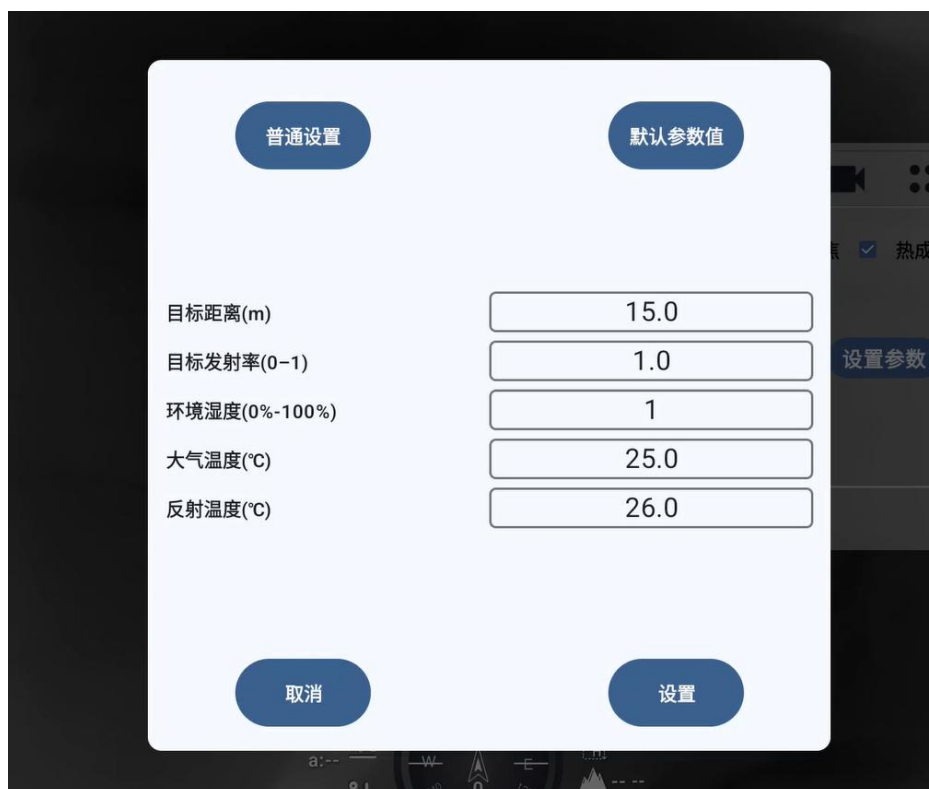 普通设置 默认参数值
热成
目标距离(m) 15.0
目标发射率(0-1) 1.0
设置参数
环境湿度(0%-100%) 1
大气温度(℃) 25.0
反射温度(℃) 26.0
取消 设置
a:-- W E
-- --